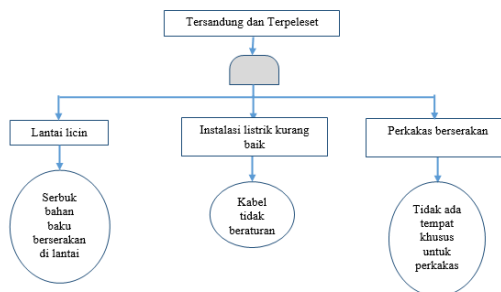 Tersandung dan Terpeleset
Lantai licin
Instalasi listrik kurang
baik
Perkakas berserakan
Serbuk
bahan
baku
berserakan
di lantai
Kabel
tidak
beraturan
Tidak ada
tempat
khusus
untuk
perkakas